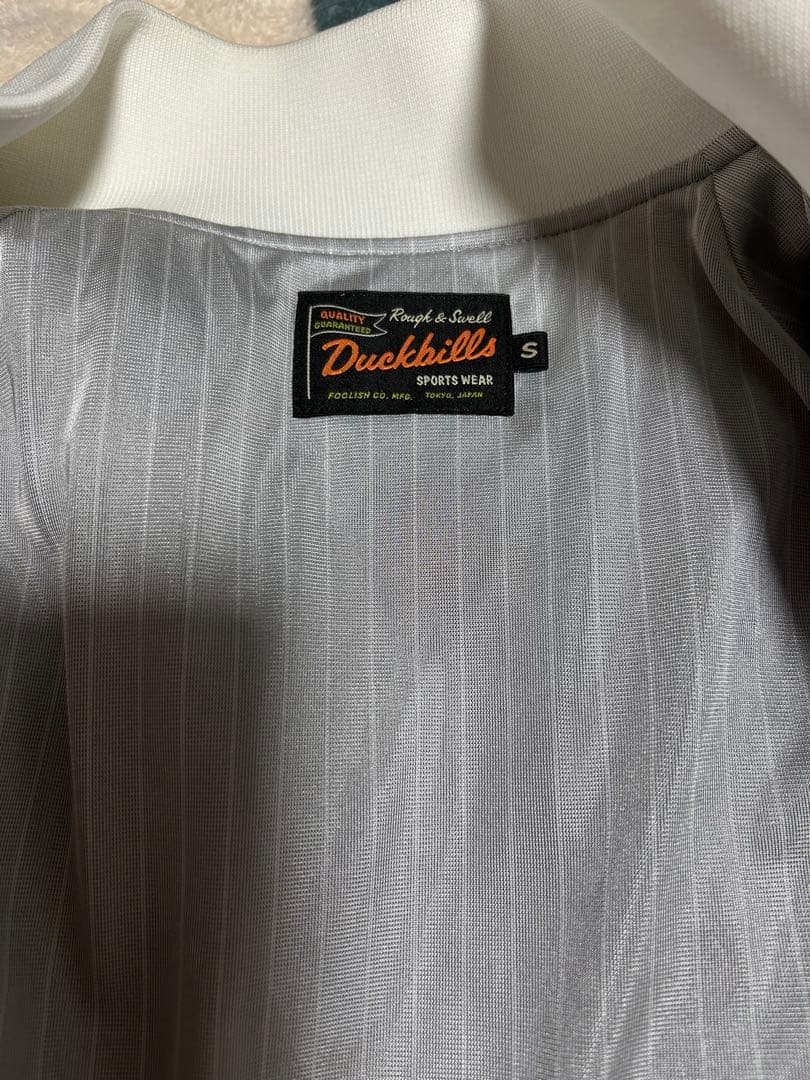 QUALITY
GUARANTEED
Rough & Swell
Duckbills
SPORTS WEAR
FOOLISH CO. MFG. TOKYO, JAPAN
S